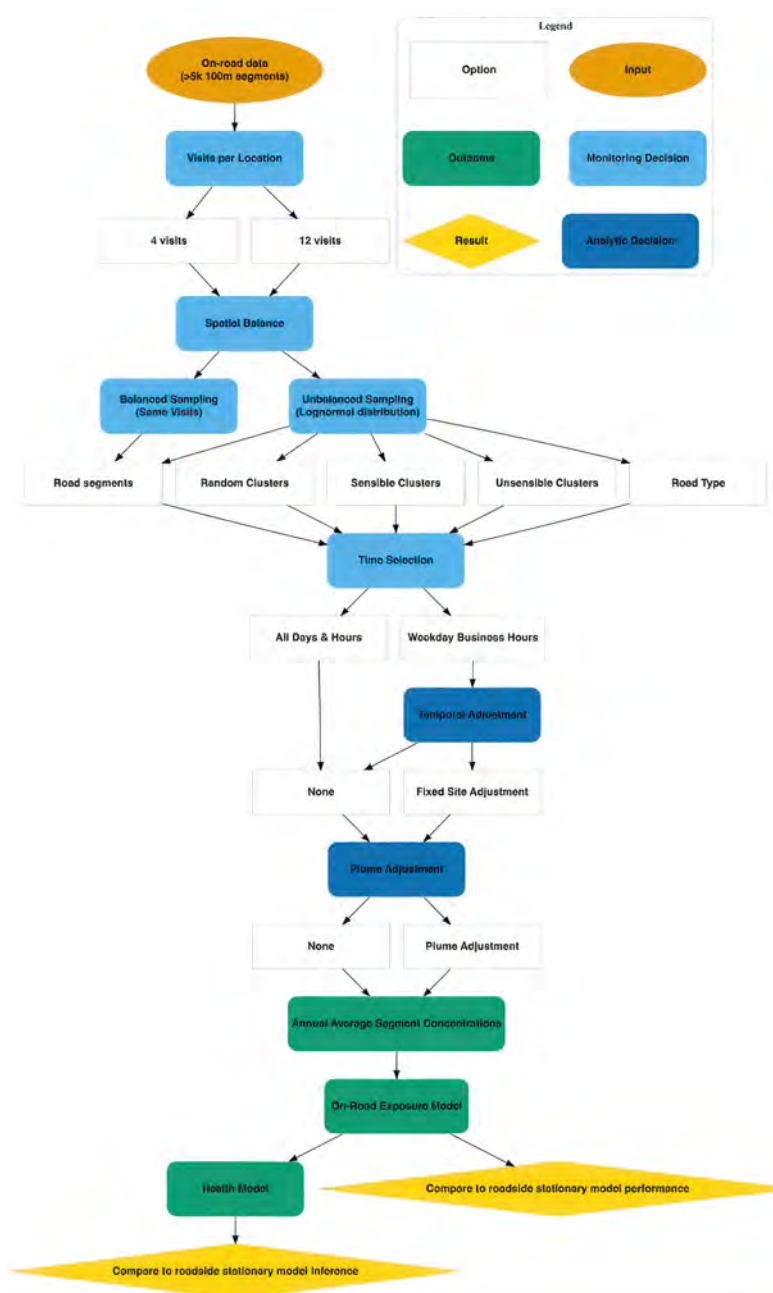 On-road data
(>5k 100m segments)
Visits per Location
4 visits
12 visits
Spatial Balance
Balanced Sampling
(Same Visits)
Unbalanced Sampling
(Lognormal distribution)
Road segments
Random Clusters
Sensible Clusters
Unsensible Clusters
Road Type
Time Selection
All Days & Hours
Weekday Business Hours
Temporal Adjustment
None
Fixed Site Adjustment
Plume Adjustment
None
Plume Adjustment
Annual Average Segment Concentrations
On-Road Exposure Model
Health Model
Compare to roadside stationary model performance
Compare to roadside stationary model inference
Legend
Option
Input
Outcome
Monitoring Decision
Result
Analytic Decision